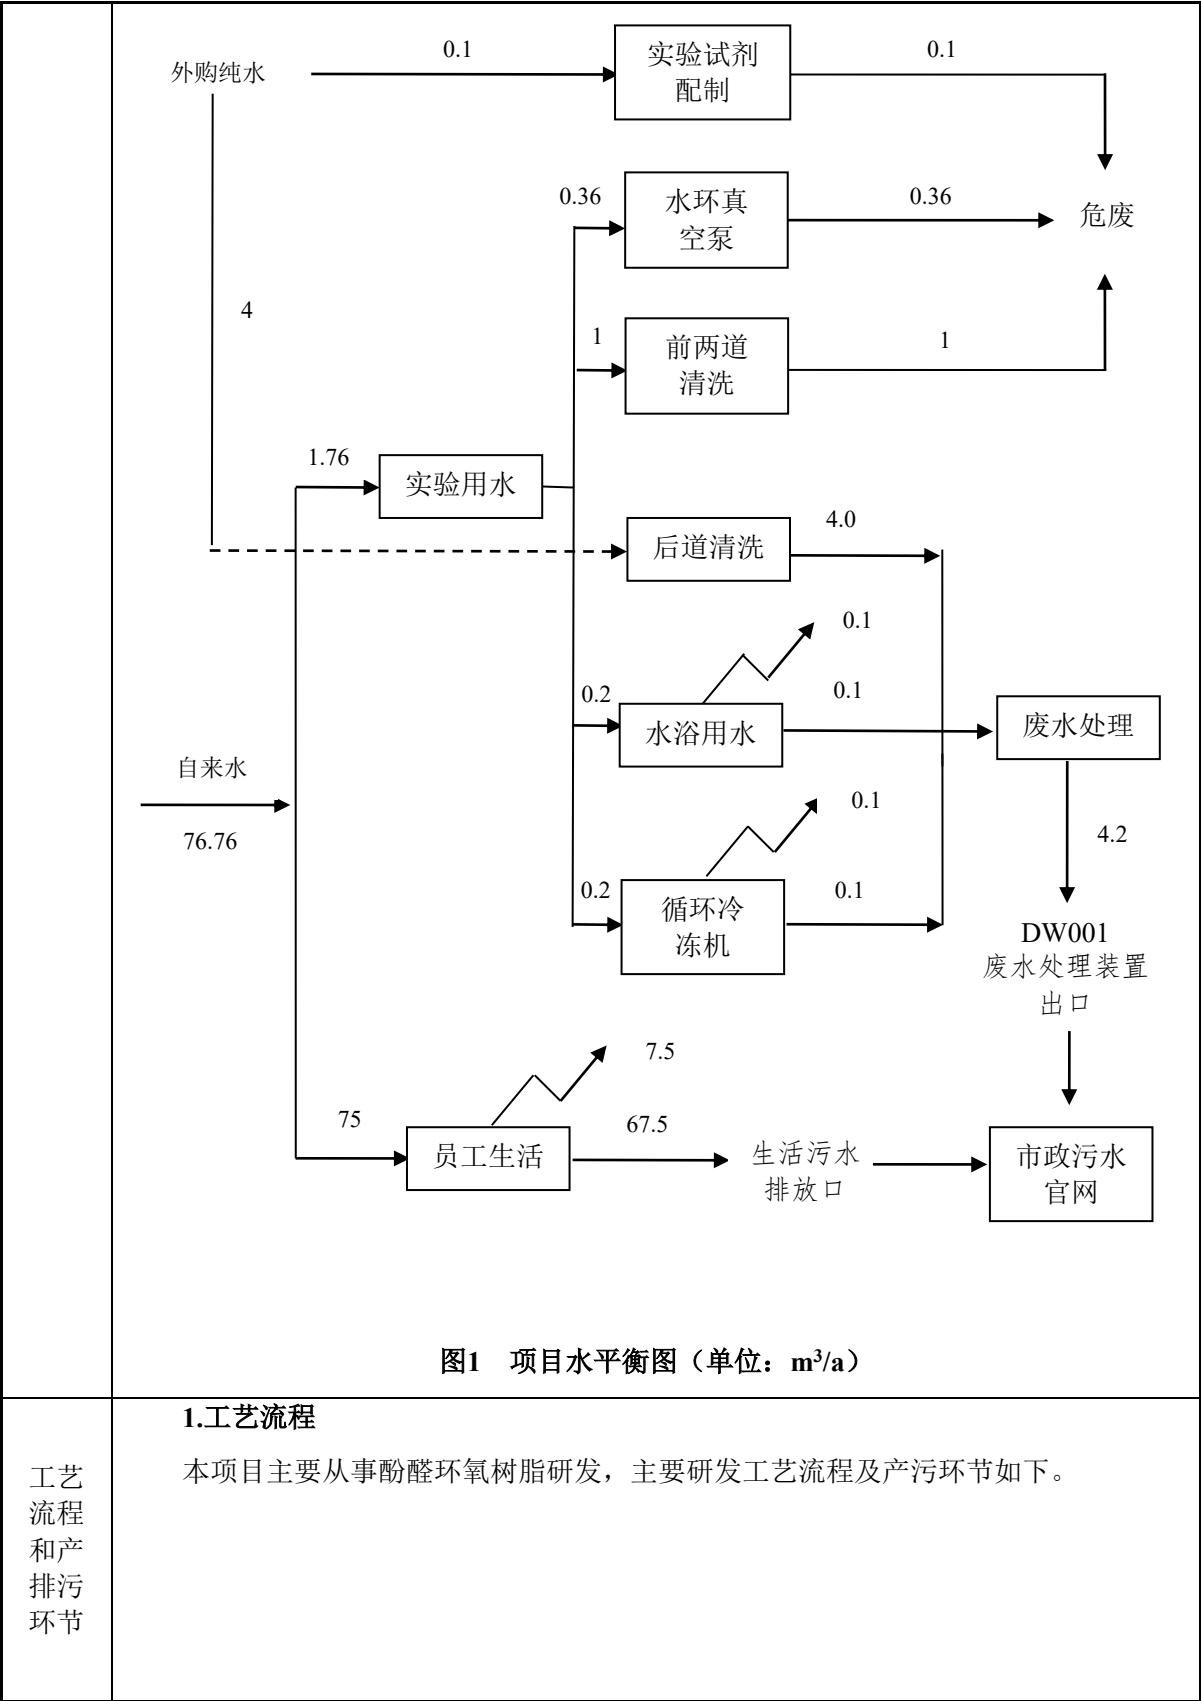 外购纯水
0.1
实验试剂
配制
0.1
0.36
水环真
空泵
0.36
危废
4
1
前两道
清洗
1
1.76
实验用水
后道清洗
4.0
0.1
0.2
水浴用水
0.1
废水处理
自来水
76.76
0.1
4.2
0.2
循环冷
冻机
0.1
DW001
废水处理装置
出口
7.5
75
员工生活
67.5
生活污水
排放口
市政污水
官网
图1 项目水平衡图（单位：m³/a）
工艺
流程
和产
排污
环节
1.工艺流程
本项目主要从事酚醛环氧树脂研发，主要研发工艺流程及产污环节如下。